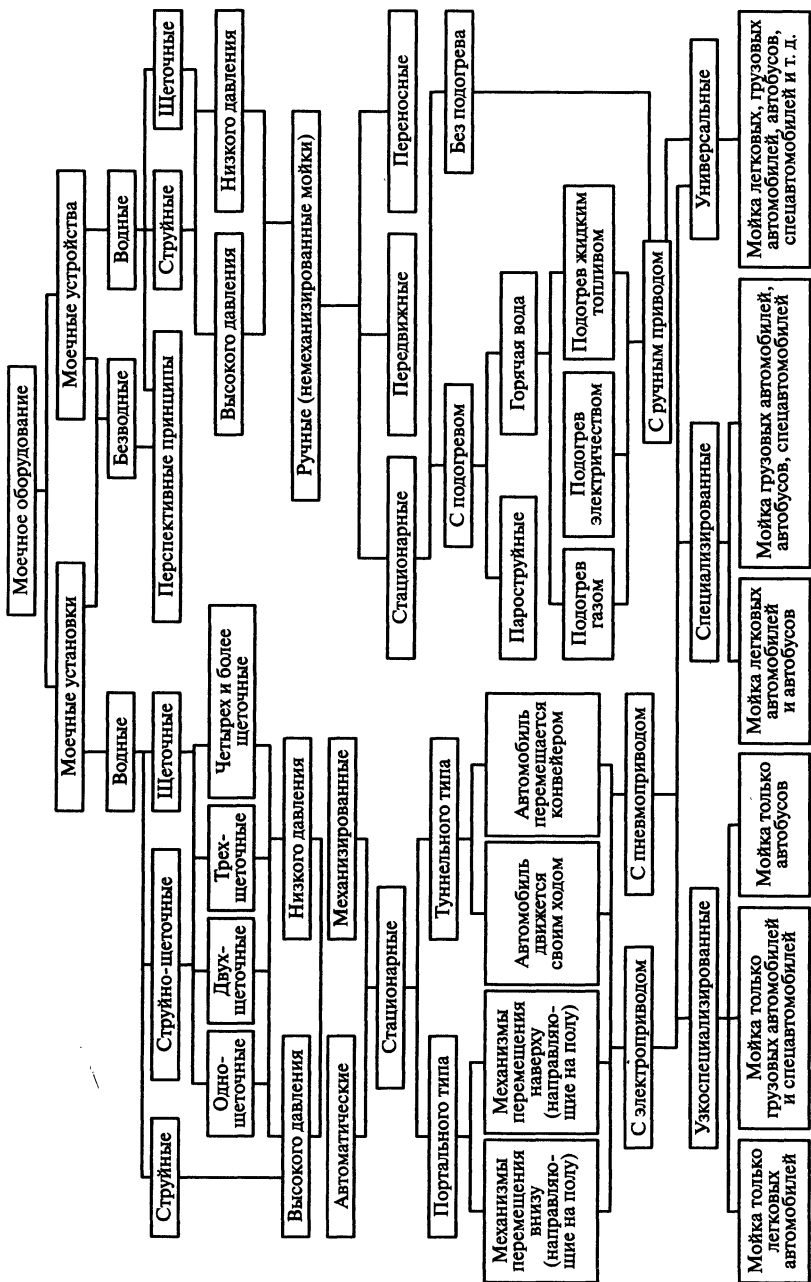 Моечное оборудование
Моечные установки
Моечные устройства
Водные
Безводные
Водные
Струйные
Струйно-щеточные
Щеточные
Перспективные принципы
Струйные
Щеточные
Одно-
щеточные
Двух-
щеточные
Трех-
щеточные
Четырех и более
щеточные
Высокого давления
Низкого давления
Высокого давления
Низкого давления
Автоматические
Механизированные
Ручные (немеханизированные мойки)
Стационарные
Стационарные
Передвижные
Переносные
Портального типа
Туннельного типа
С подогревом
Без подогрева
Механизмы
перемещения
внизу
(направляю-
щие на полу)
Механизмы
перемещения
наверху
(направляю-
щие на полу)
Автомобиль
движется
своим ходом
Автомобиль
перемещается
конвейером
Пароструйные
Горячая вода
Подогрев
газом
Подогрев
электричеством
Подогрев жидким
топливом
С электроприводом
С пневмоприводом
С ручным приводом
Узкоспециализированные
Специализированные
Универсальные
Мойка только
легковых
автомобилей
Мойка только
грузовых автомобилей
и спецавтомобилей
Мойка только
автобусов
Мойка легковых
автомобилей
и автобусов
Мойка грузовых автомобилей,
автобусов, спецавтомобилей
Мойка легковых, грузовых
автомобилей, автобусов,
спецавтомобилей и т. д.